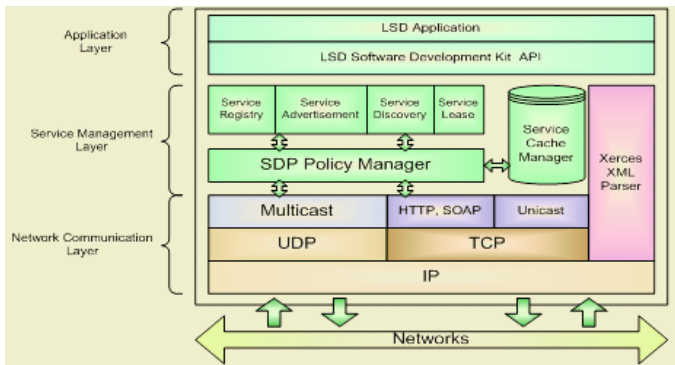 Application
Layer
LSD Application
LSD Software Development Kit API
Service Management
Layer
Service
Registry
Service
Advertisement
Service
Discovery
Service
Lease
SDP Policy Manager
Service
Cache
Manager
Xerces
XML
Parser
Network Communication
Layer
Multicast
HTTP, SOAP
Unicast
UDP
TCP
IP
Networks